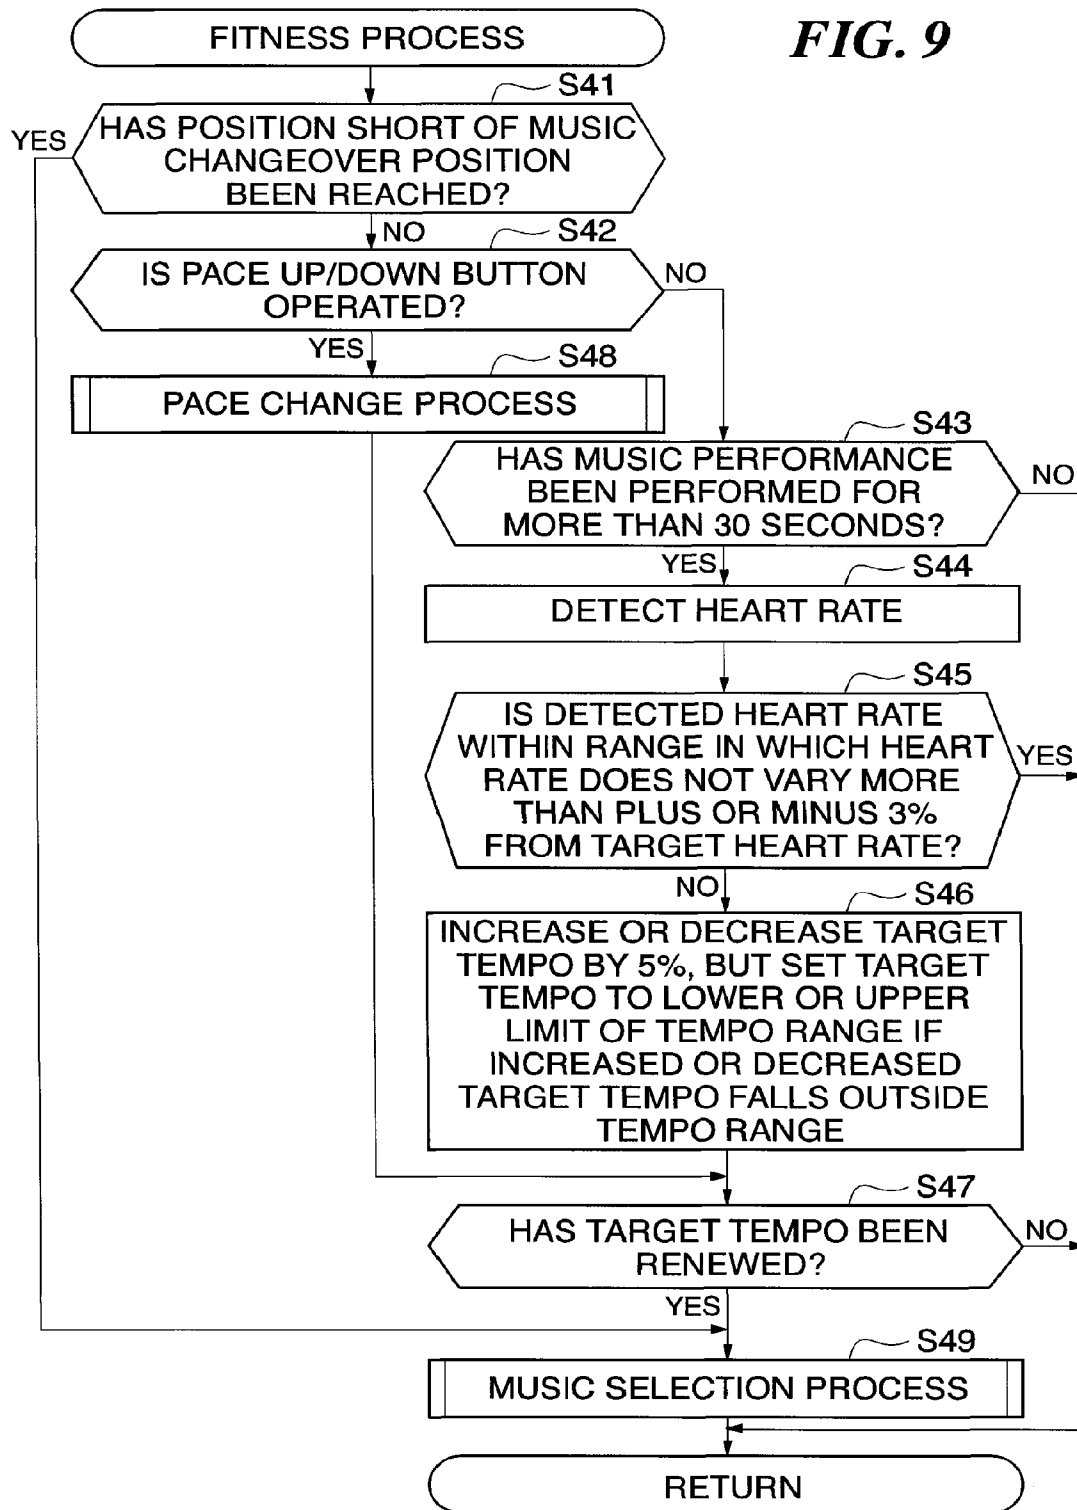 FITNESS PROCESS
FIG. 9
S41
YES
HAS POSITION SHORT OF MUSIC
CHANGEOVER POSITION
BEEN REACHED?
NO
S42
IS PACE UP/DOWN BUTTON
OPERATED?
NO
YES
S48
PACE CHANGE PROCESS
S43
HAS MUSIC PERFORMANCE
BEEN PERFORMED FOR
MORE THAN 30 SECONDS?
NO
YES
S44
DETECT HEART RATE
S45
IS DETECTED HEART RATE
WITHIN RANGE IN WHICH HEART
RATE DOES NOT VARY MORE
THAN PLUS OR MINUS 3%
FROM TARGET HEART RATE?
YES
NO
S46
INCREASE OR DECREASE TARGET
TEMPO BY 5%, BUT SET TARGET
TEMPO TO LOWER OR UPPER
LIMIT OF TEMPO RANGE IF
INCREASED OR DECREASED
TARGET TEMPO FALLS OUTSIDE
TEMPO RANGE
S47
HAS TARGET TEMPO BEEN
RENEWED?
NO
YES
S49
MUSIC SELECTION PROCESS
RETURN